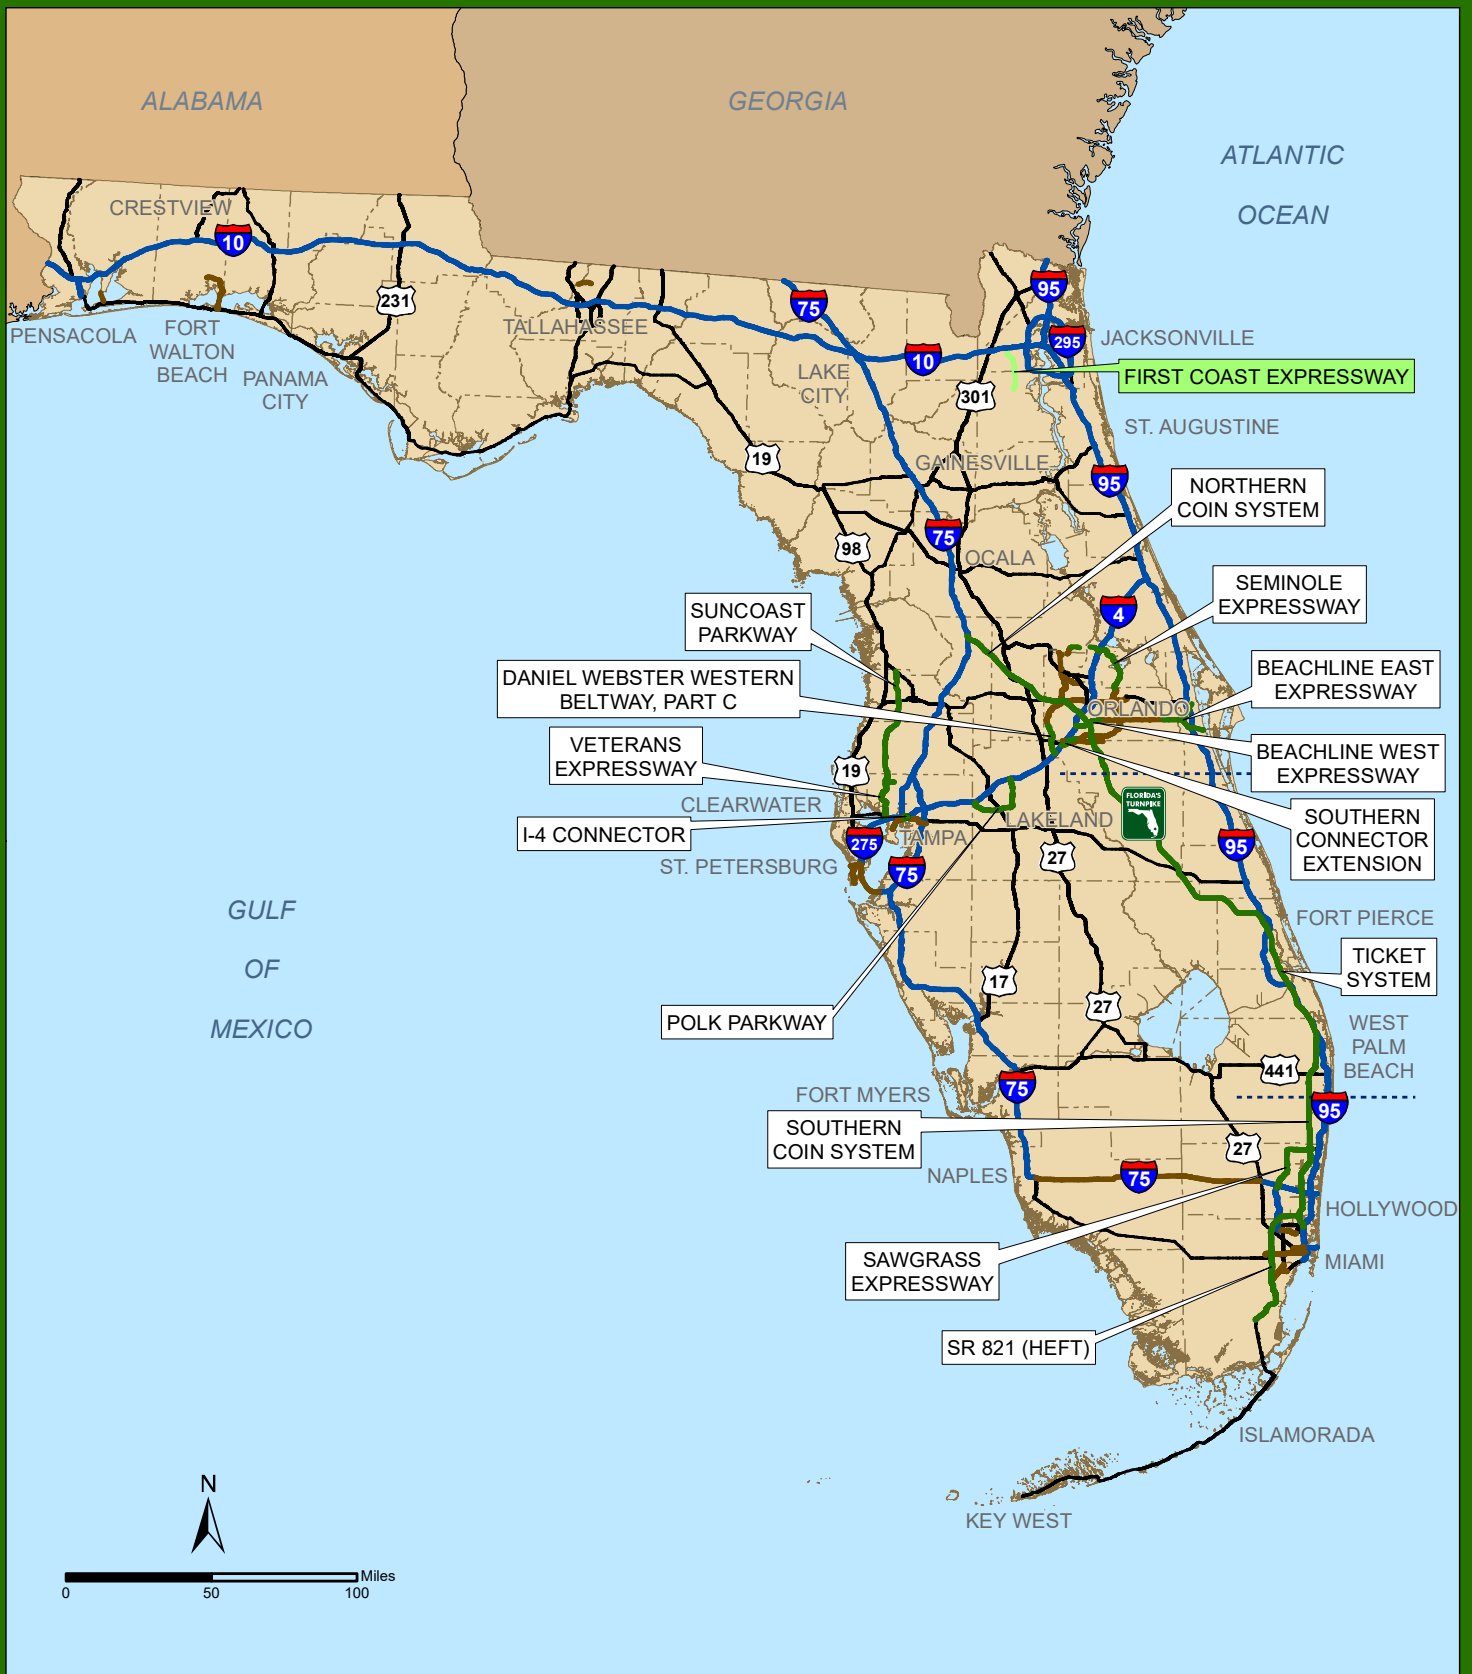 ALABAMA
GEORGIA
ATLANTIC
OCEAN
CRESTVIEW
10
231
PENSACOLA
FORT
WALTON
BEACH
PANAMA
CITY
TALLAHASSEE
75
95
295
JACKSONVILLE
10
LAKE
CITY
FIRST COAST EXPRESSWAY
301
ST. AUGUSTINE
19
GAINESVILLE
95
NORTHERN
COIN SYSTEM
75
98
OCALA
SEMINOLE
EXPRESSWAY
4
SUNCOAST
PARKWAY
DANIEL WEBSTER WESTERN
BELTWAY, PART C
BEACHLINE EAST
EXPRESSWAY
ORLANDO
VETERANS
EXPRESSWAY
BEACHLINE WEST
EXPRESSWAY
19
CLEARWATER
FLORIDA'S
TURNPIKE
I-4 CONNECTOR
LAKELAND
SOUTHERN
CONNECTOR
EXTENSION
TAMPA
275
95
27
ST. PETERSBURG
75
GULF
OF
MEXICO
FORT PIERCE
TICKET
SYSTEM
17
27
POLK PARKWAY
WEST
PALM
BEACH
441
75
FORT MYERS
95
SOUTHERN
COIN SYSTEM
27
NAPLES
75
HOLLYWOOD
SAWGRASS
EXPRESSWAY
MIAMI
SR 821 (HEFT)
ISLAMORADA
KEY WEST
N
Miles
0
50
100